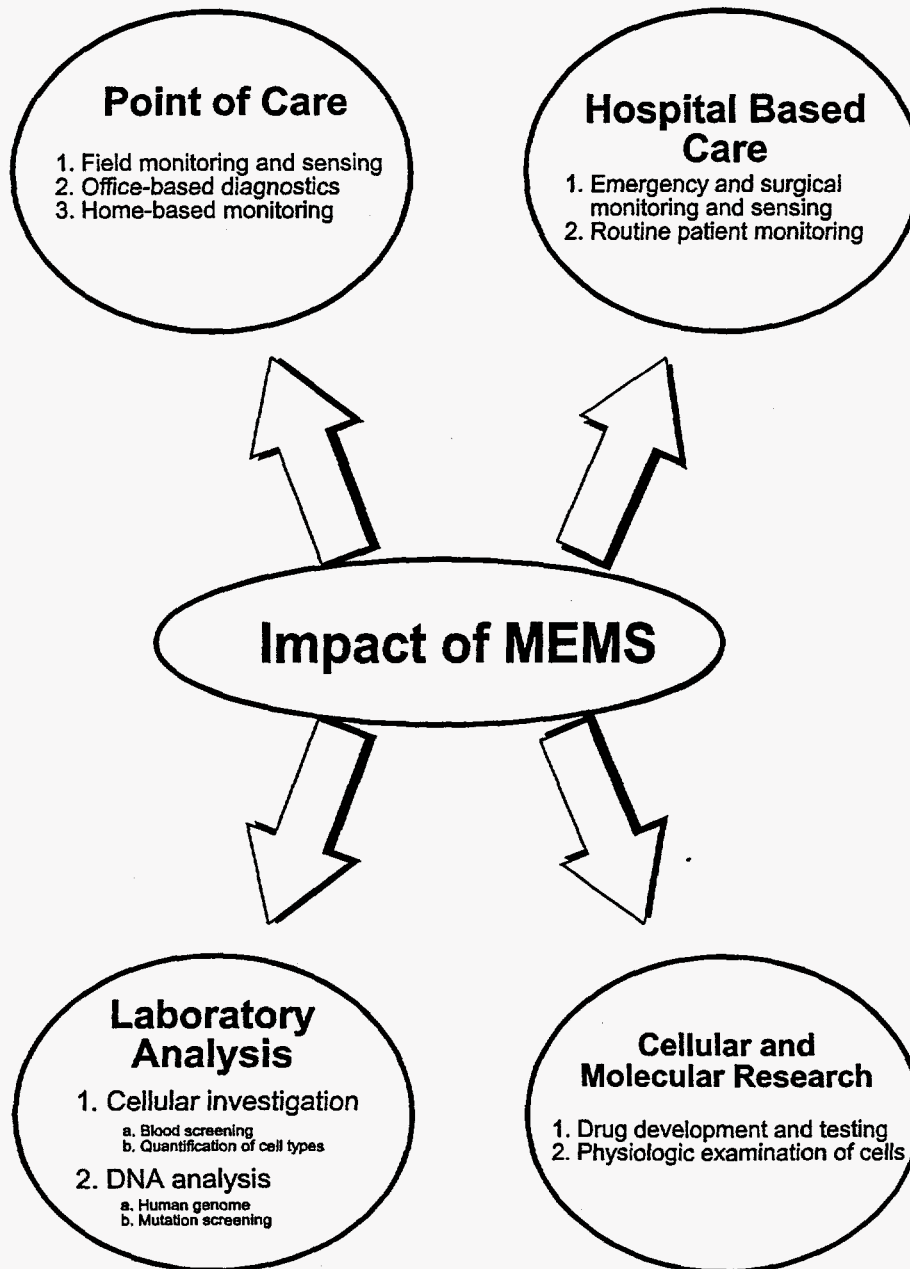 Point of Care
1. Field monitoring and sensing
2. Office-based diagnostics
3. Home-based monitoring
Hospital Based
Care
1. Emergency and surgical
monitoring and sensing
2. Routine patient monitoring
Impact of MEMS
Laboratory
Analysis
1. Cellular investigation
a. Blood screening
b. Quantification of cell types
2. DNA analysis
a. Human genome
b. Mutation screening
Cellular and
Molecular Research
1. Drug development and testing
2. Physiologic examination of cells